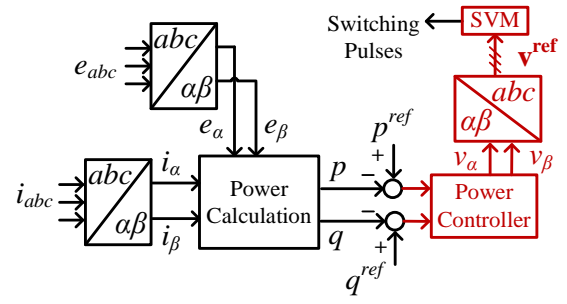 Switching
Pulses
SVM
v^ref
e_abc
abc
αβ
abc
αβ
e_α
e_β
p^ref
+
v_α
v_β
i_abc
abc
αβ
i_α
i_β
Power
Calculation
p
−
q
−
+
q^ref
Power
Controller